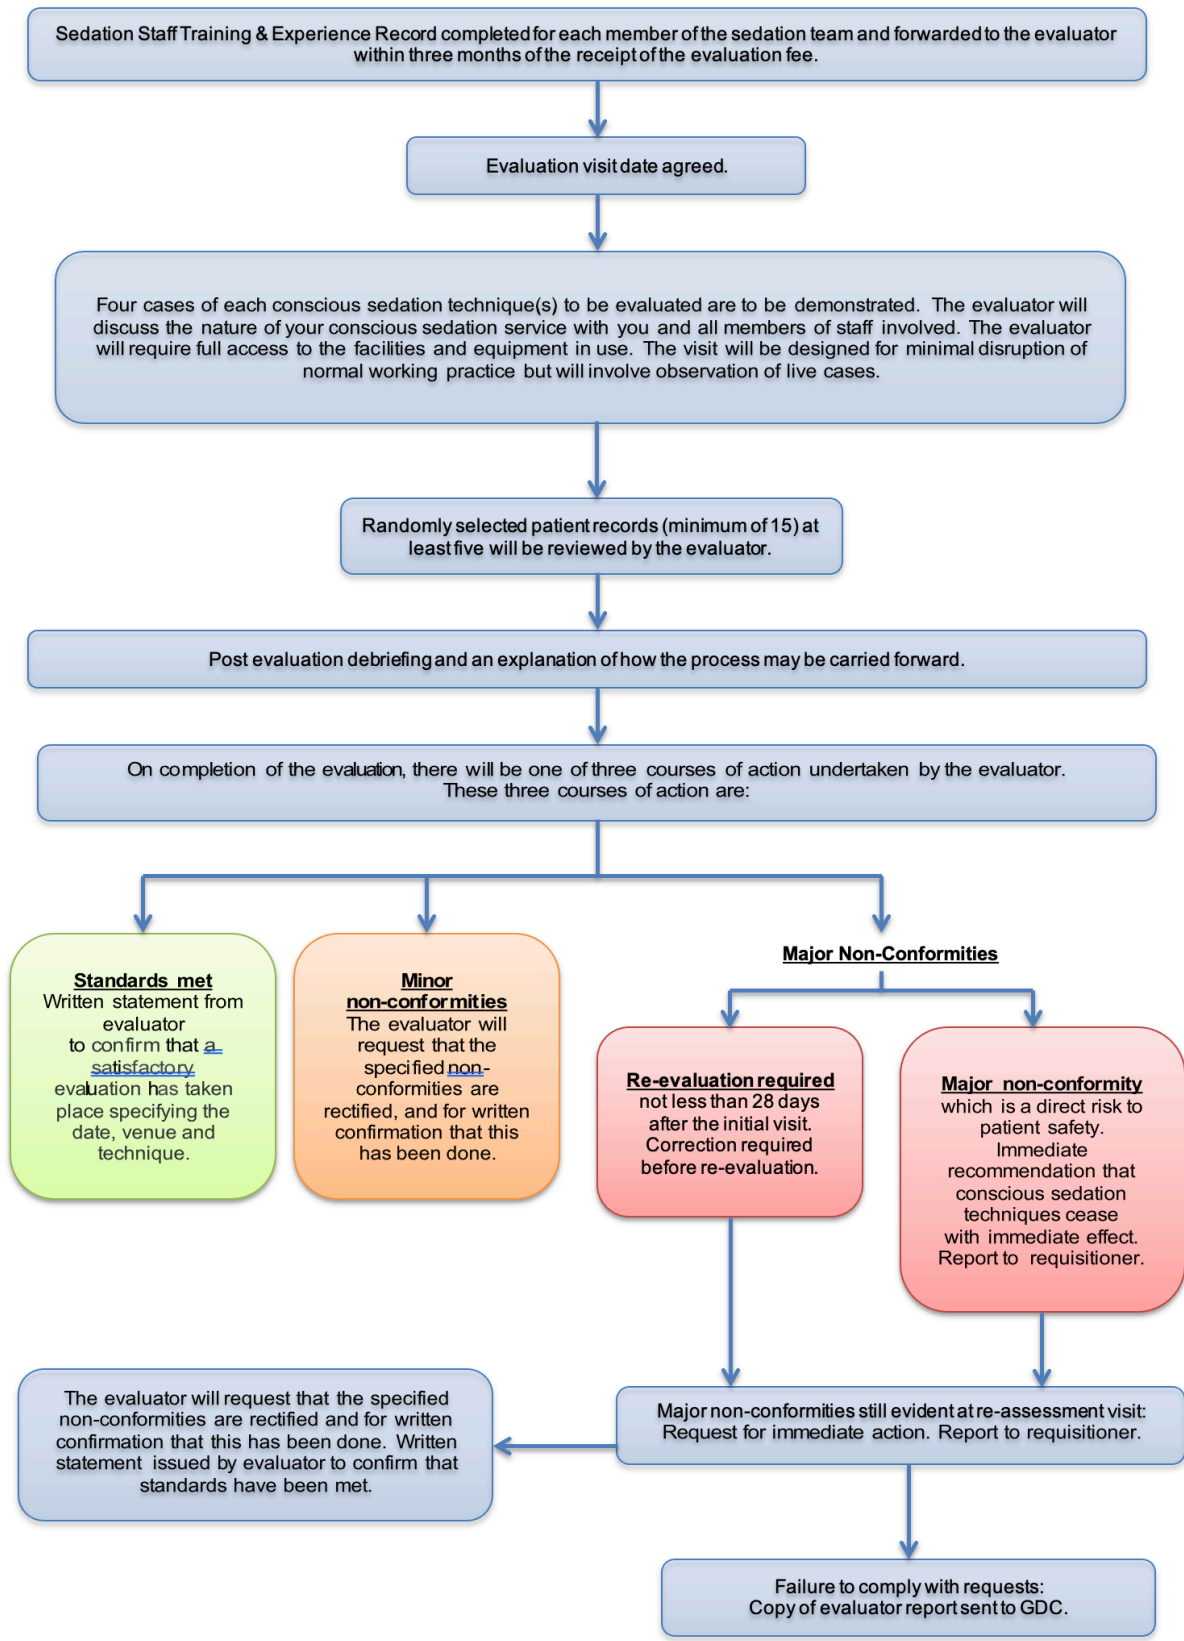 Sedation Staff Training & Experience Record completed for each member of the sedation team and forwarded to the evaluator
within three months of the receipt of the evaluation fee.
Evaluation visit date agreed.
Four cases of each conscious sedation technique(s) to be evaluated are to be demonstrated. The evaluator will
discuss the nature of your conscious sedation service with you and all members of staff involved. The evaluator
will require full access to the facilities and equipment in use. The visit will be designed for minimal disruption of
normal working practice but will involve observation of live cases.
Randomly selected patient records (minimum of 15) at
least five will be reviewed by the evaluator.
Post evaluation debriefing and an explanation of how the process may be carried forward.
On completion of the evaluation, there will be one of three courses of action undertaken by the evaluator.
These three courses of action are:
Standards met
Written statement from
evaluator
to confirm that a
satisfactory
evaluation has taken
place specifying the
date, venue and
technique.
Minor
non-conformities
The evaluator will
request that the
specified non-
conformities are
rectified, and for written
confirmation that this
has been done.
Major Non-Conformities
Re-evaluation required
not less than 28 days
after the initial visit.
Correction required
before re-evaluation.
Major non-conformity
which is a direct risk to
patient safety.
Immediate
recommendation that
conscious sedation
techniques cease
with immediate effect.
Report to requisitioner.
The evaluator will request that the specified
non-conformities are rectified and for written
confirmation that this has been done. Written
statement issued by evaluator to confirm that
standards have been met.
Major non-conformities still evident at re-assessment visit:
Request for immediate action. Report to requisitioner.
Failure to comply with requests:
Copy of evaluator report sent to GDC.